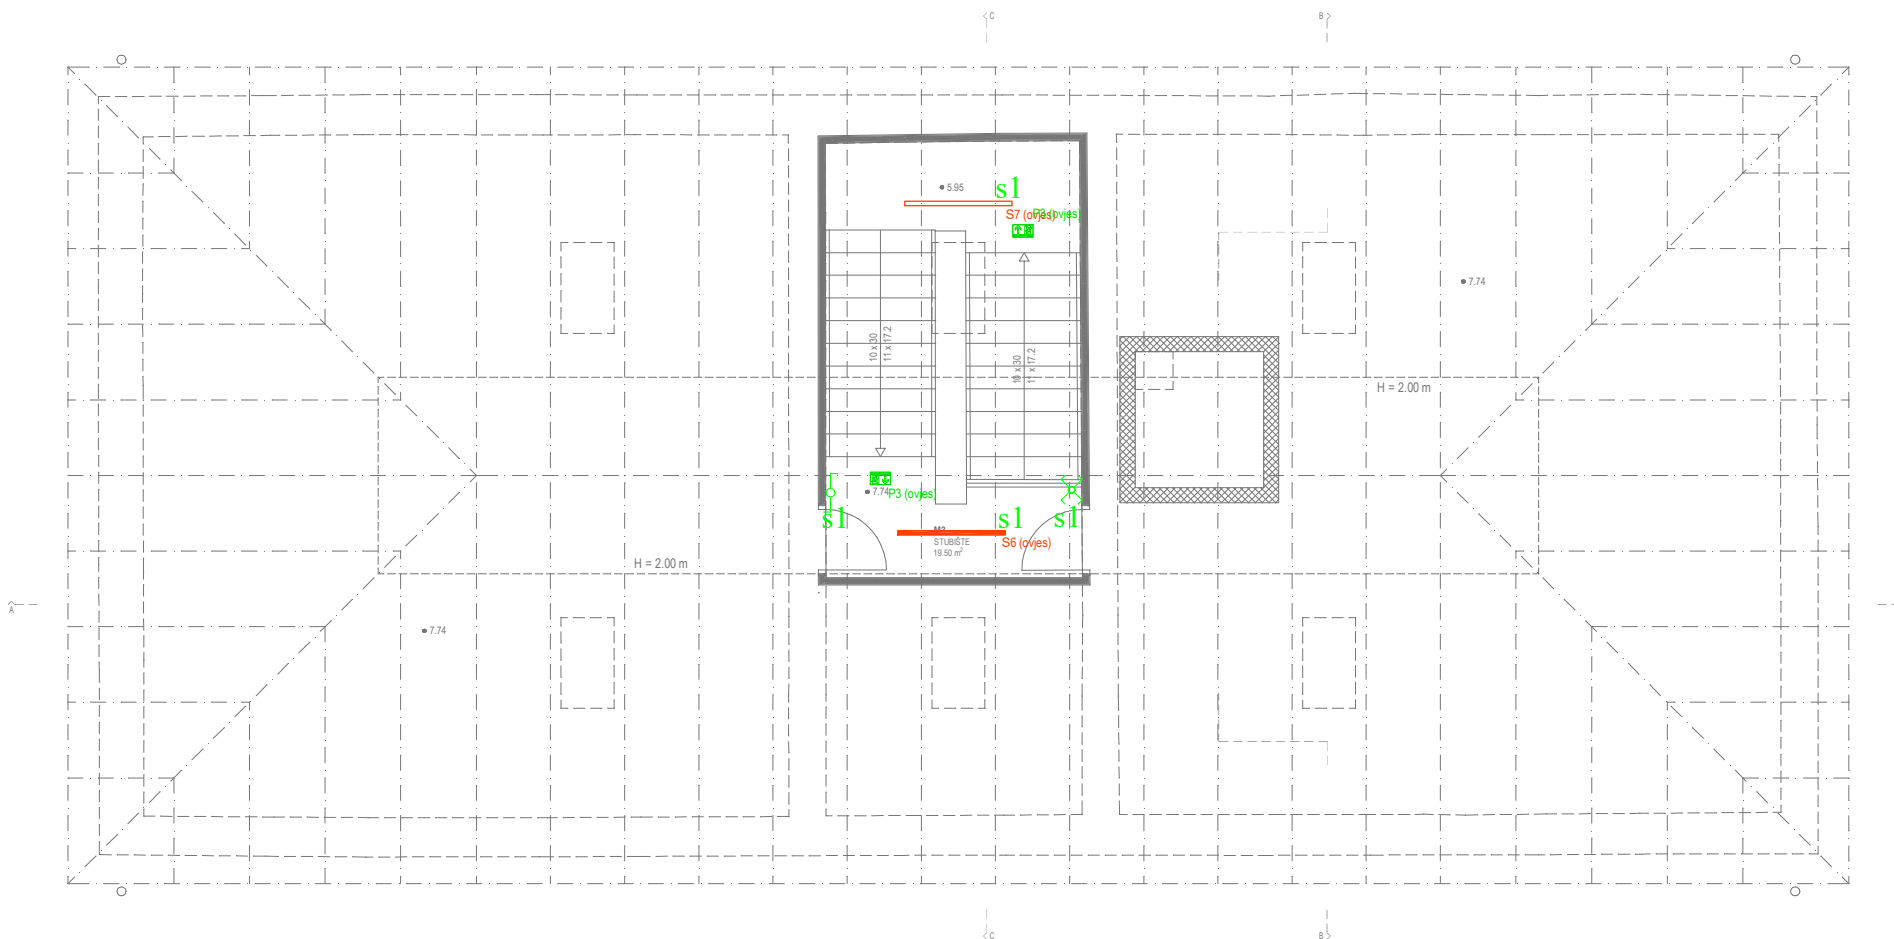 C
B
5.95
s1
S7 (ovjes)
P3 (ovjes)
7.74
10 x 30
11 x 17.2
10 x 30
11 x 17.2
H = 2.00 m
7.74
P3 (ovjes)
s1
s1
s1
STUBIŠTE
19.50 m²
S6 (ovjes)
H = 2.00 m
A
7.74
C
B